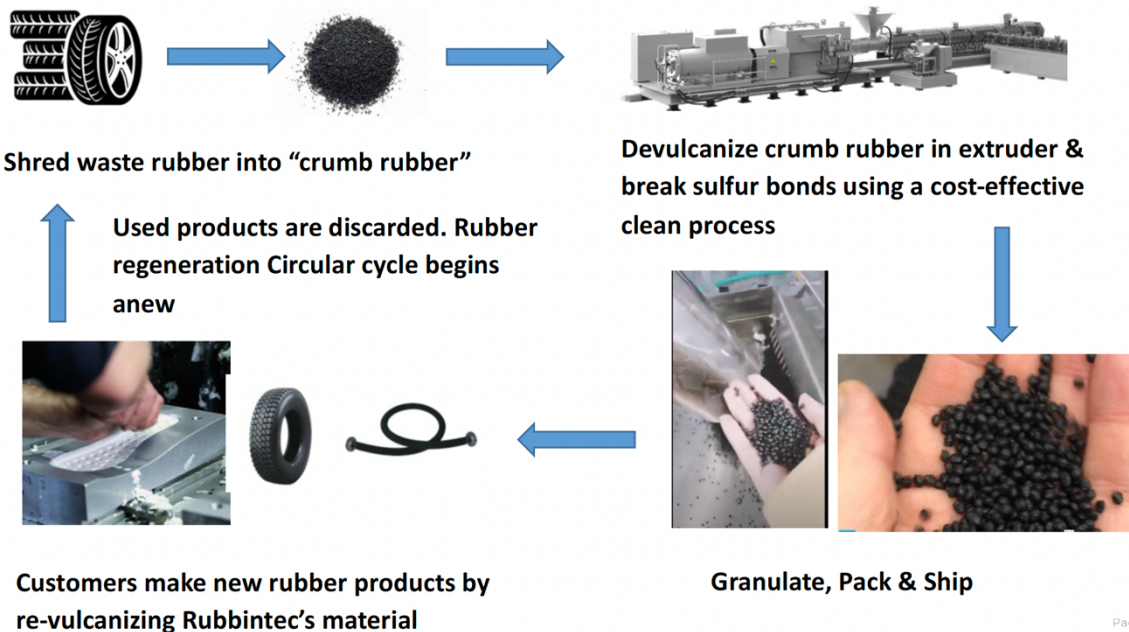 Shred waste rubber into “crumb rubber”
Devulcanize crumb rubber in extruder &
break sulfur bonds using a cost-effective
clean process
Used products are discarded. Rubber
regeneration Circular cycle begins
anew
Granulate, Pack & Ship
Customers make new rubber products by
re-vulcanizing Rubbintec’s material